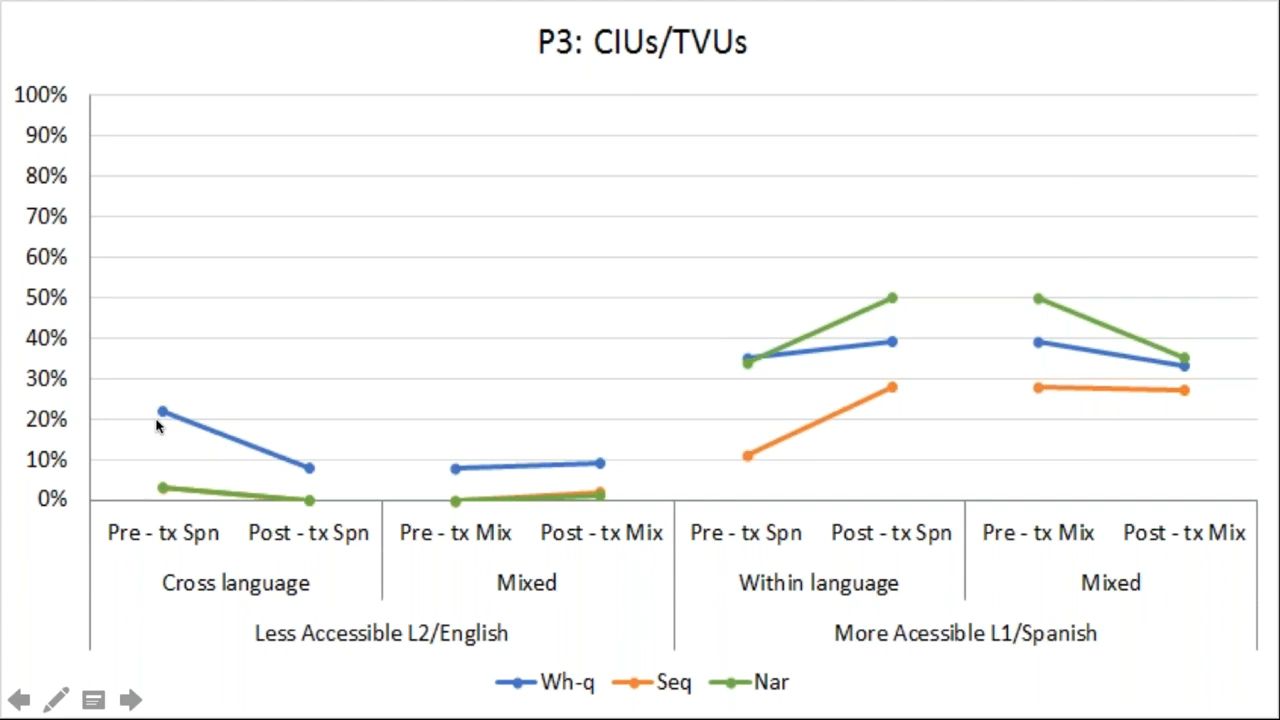 P3: CIUs/TVUs
100%
90%
80%
70%
60%
50%
40%
30%
20%
10%
0%
Pre - tx Spn Post - tx Spn Pre - tx Mix Post - tx Mix Pre - tx Spn Post - tx Spn Pre - tx Mix Post - tx Mix
Cross language Mixed Within language Mixed
Less Accessible L2/English More Acessible L1/Spanish
Wh-q Seq Nar